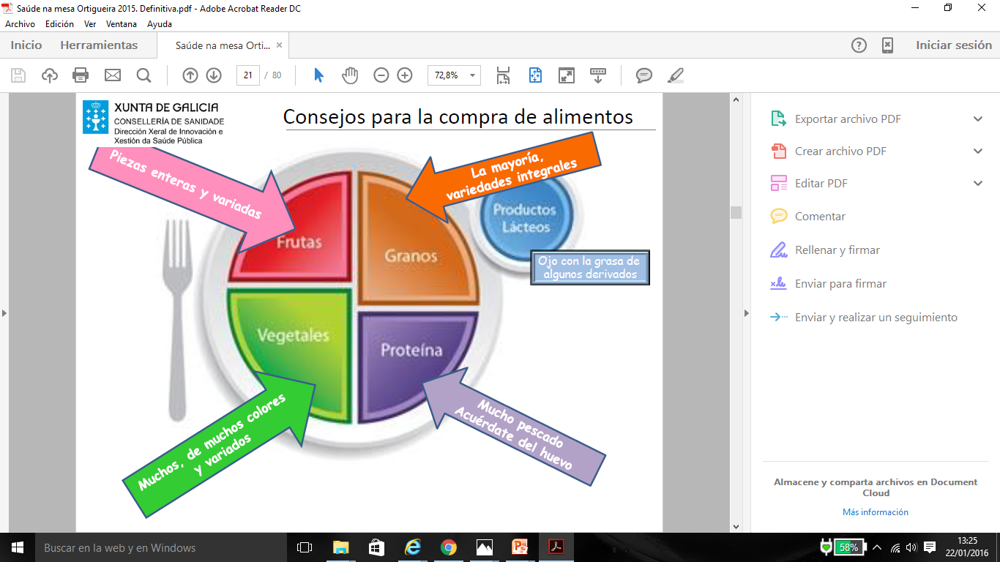 Saúde na mesa Ortigueira 2015. Definitiva.pdf - Adobe Acrobat Reader DC
Archivo Edición Ver Ventana Ayuda
Inicio Herramientas Saúde na mesa Orti... × Iniciar sesión
21 / 80 72,8%
XUNTA DE GALICIA
CONSELLERÍA DE SANIDADE
Dirección Xeral de Innovación e
Xestión da Saúde Pública
Consejos para la compra de alimentos
Piezas enteras y variadas
La mayoría,
variedades integrales
Productos
Lácteos
Frutas
Granos
Ojo con la grasa de
algunos derivados
Vegetales
Proteína
Muchos, de muchos colores
y variados
Mucho pescado
Acuérdate del huevo
Exportar archivo PDF
Crear archivo PDF
Editar PDF
Comentar
Rellenar y firmar
Enviar para firmar
Enviar y realizar un seguimiento
Almacene y comparta archivos en Document
Cloud
Más información
Buscar en la web y en Windows
58%
13:25
22/01/2016